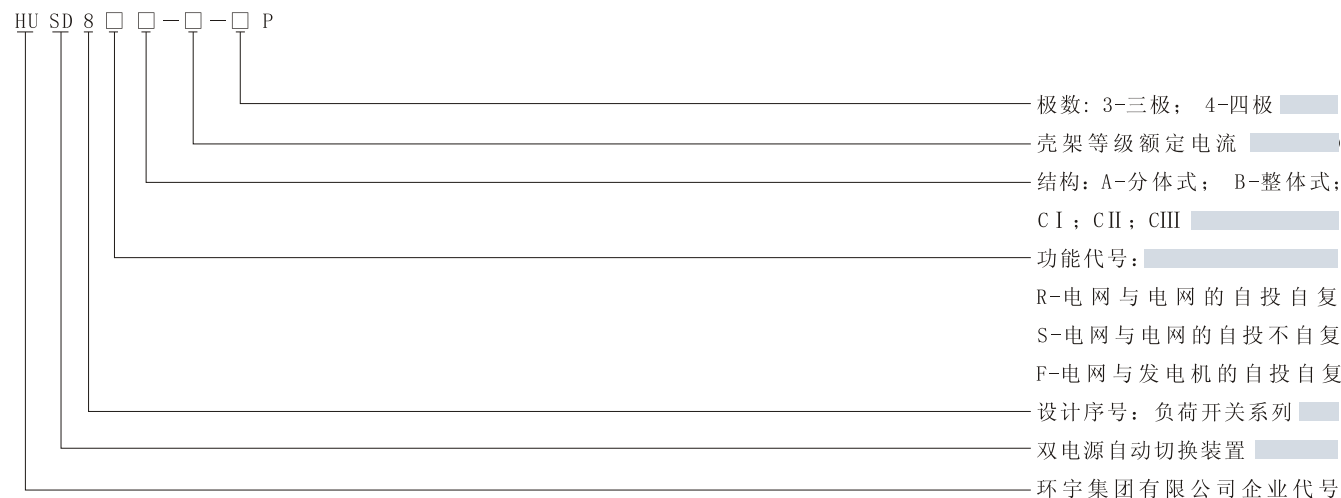 HU SD 8 □ □－□－□ P
极数: 3-三极； 4-四极
壳架等级额定电流
结构: A-分体式； B-整体式;
CⅠ；CⅡ；CⅢ
功能代号:
R-电网与电网的自投自复
S-电网与电网的自投不自复
F-电网与发电机的自投自复
设计序号: 负荷开关系列
双电源自动切换装置
环宇集团有限公司企业代号